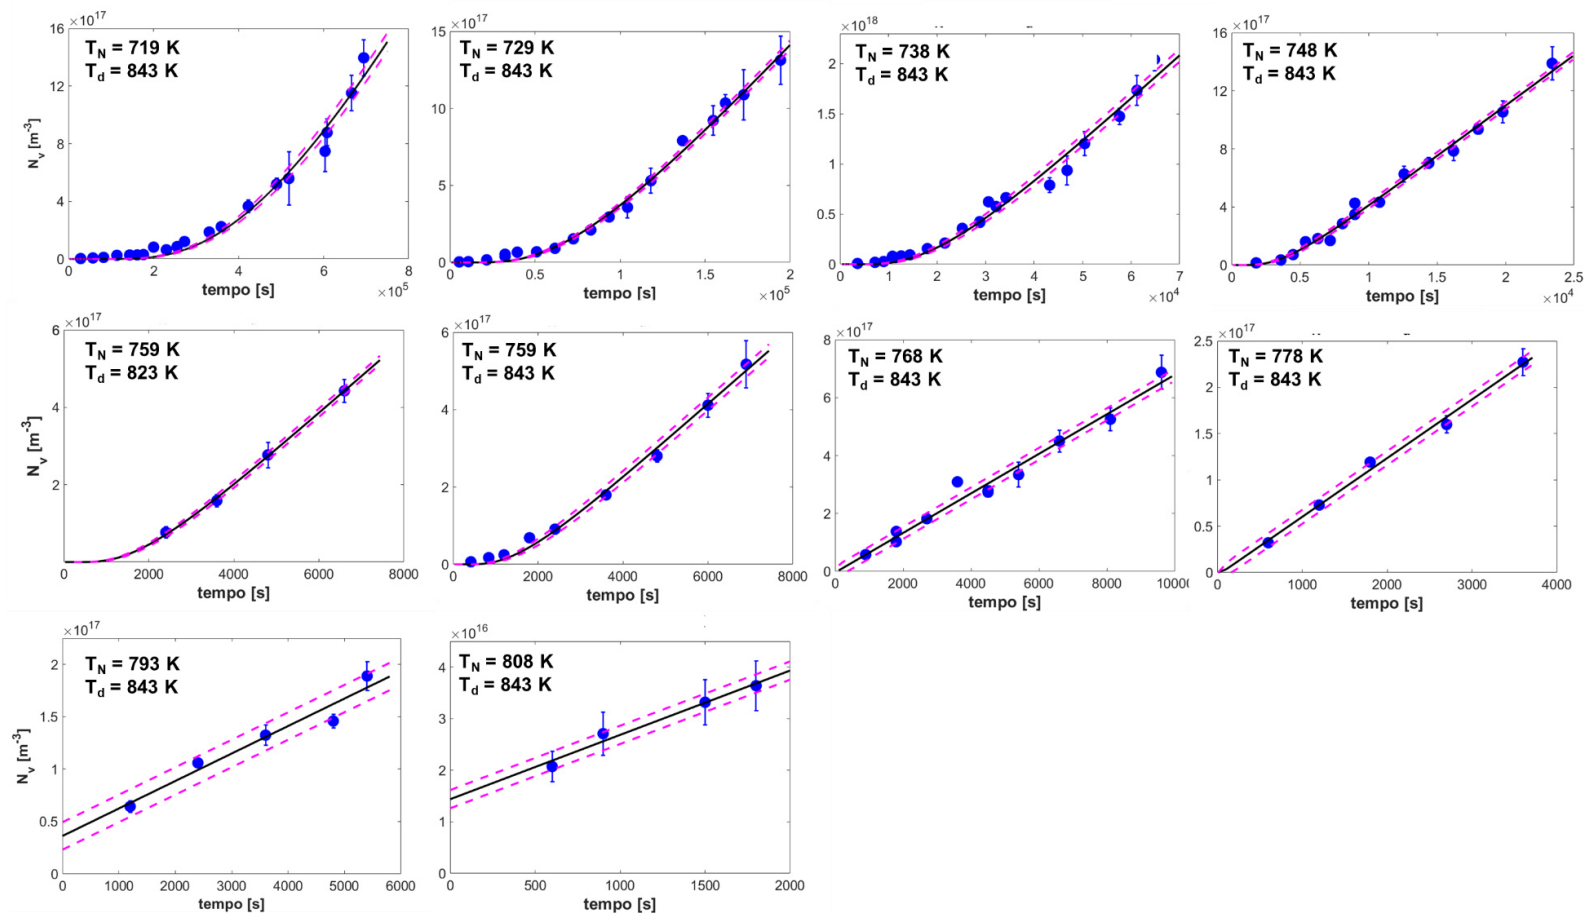 ×10^17
16
12
8
4
0
N_v [m^-3]
T_N = 719 K
T_d = 843 K
0 2 4 6 8
tempo [s]
×10^5
×10^17
15
10
5
0
T_N = 729 K
T_d = 843 K
0.5 1 1.5 2
tempo [s]
×10^5
×10^18
2
1.5
1
0.5
0
T_N = 738 K
T_d = 843 K
0 1 2 3 4 5 6 70
tempo [s]
×10^4
×10^17
16
12
8
4
0
T_N = 748 K
T_d = 843 K
0 0.5 1.5 2 2.5
tempo [s]
×10^4
×10^17
6
4
2
N_v [m^-3]
T_N = 759 K
T_d = 823 K
0 2000 4000 6000 8000
tempo [s]
×10^17
6
4
2
0
T_N = 759 K
T_d = 843 K
0 2000 4000 6000 8000
tempo [s]
×10^17
8
6
4
2
0
T_N = 768 K
T_d = 843 K
0 2000 4000 6000 8000 10000
tempo [s]
×10^17
2.5
2
1.5
1
0.5
0
T_N = 778 K
T_d = 843 K
0 1000 2000 3000 4000
tempo [s]
×10^17
2
1.5
1
0.5
0
N_v [m^-3]
T_N = 793 K
T_d = 843 K
0 1000 2000 3000 4000 5000 6000
tempo [s]
×10^16
4
3
2
1
0
T_N = 808 K
T_d = 843 K
0 500 1000 1500 2000
tempo [s]